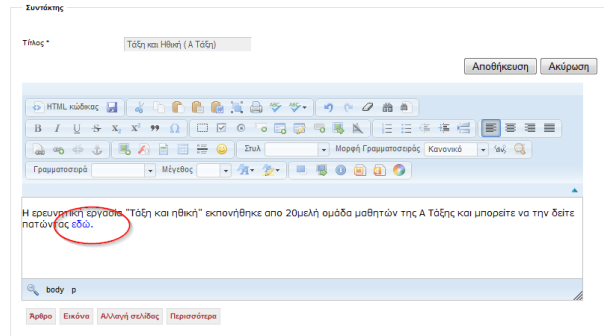 Συντάκτης
Τίτλος *
Τάξη και Ηθική ( Α Τάξη)
Αποθήκευση
Ακύρωση
HTML κώδικας
B I U S X₂ X² Ω
Στυλ
Μορφή Γραμματοσειράς
Κανονικό
Γραμματοσειρά
Μέγεθος
Η ερευνητική εργασία "Τάξη και ηθική" εκπονήθηκε απο 20μελή ομάδα μαθητών της Α Τάξης και μπορείτε να την δείτε
πατώντας εδώ.
body p
Άρθρο
Εικόνα
Αλλαγή σελίδας
Περισσότερα